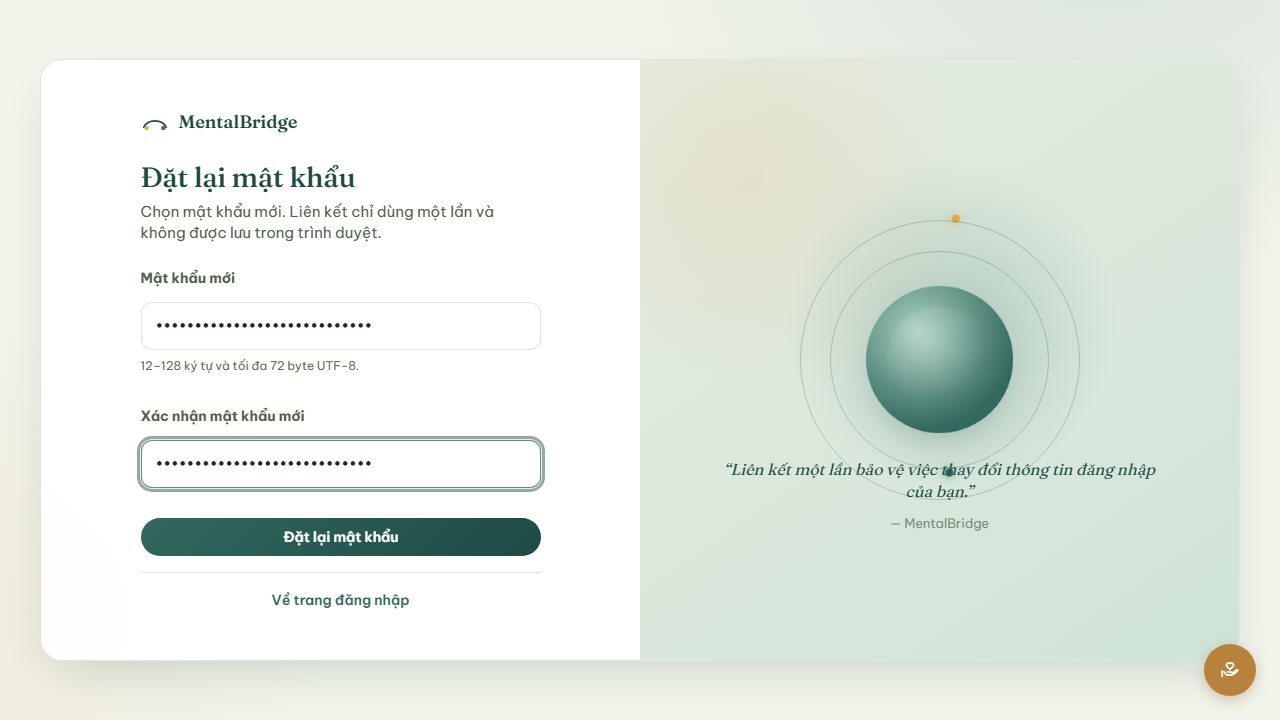 MentalBridge
Đặt lại mật khẩu
Chọn mật khẩu mới. Liên kết chỉ dùng một lần và
không được lưu trong trình duyệt.
Mật khẩu mới
••••••••••••••••••••••••••••
12–128 ký tự và tối đa 72 byte UTF-8.
Xác nhận mật khẩu mới
••••••••••••••••••••••••••••
Đặt lại mật khẩu
Về trang đăng nhập
“Liên kết một lần bảo vệ việc thay đổi thông tin đăng nhập
của bạn.”
— MentalBridge